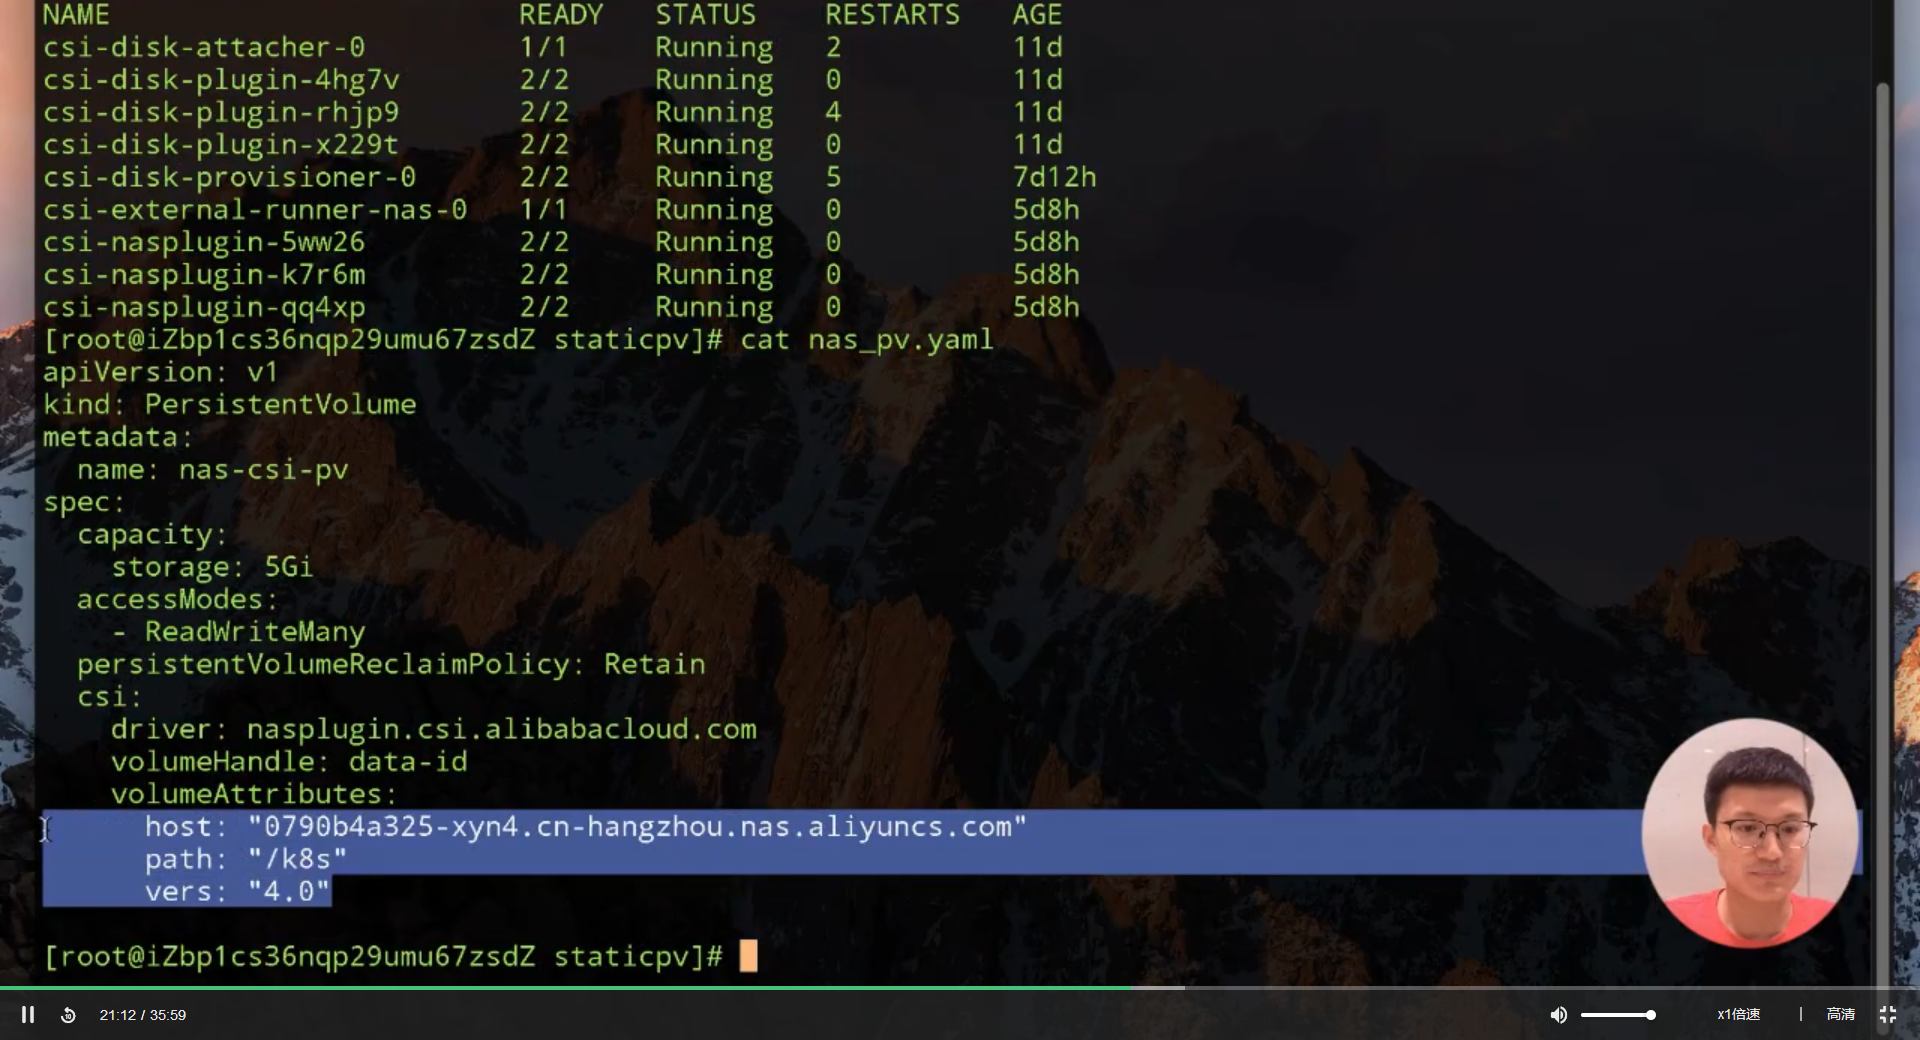 NAME READY STATUS RESTARTS AGE
csi-disk-attacher-0 1/1 Running 2 11d
csi-disk-plugin-4hg7v 2/2 Running 0 11d
csi-disk-plugin-rhjp9 2/2 Running 4 11d
csi-disk-plugin-x229t 2/2 Running 0 11d
csi-disk-provisioner-0 2/2 Running 5 7d12h
csi-external-runner-nas-0 1/1 Running 0 5d8h
csi-nasplugin-5ww26 2/2 Running 0 5d8h
csi-nasplugin-k7r6m 2/2 Running 0 5d8h
csi-nasplugin-qq4xp 2/2 Running 0 5d8h
[root@iZbp1cs36nqp29umu67zsdZ staticpv]# cat nas_pv.yaml
apiVersion: v1
kind: PersistentVolume
metadata:
  name: nas-csi-pv
spec:
  capacity:
    storage: 5Gi
  accessModes:
    - ReadWriteMany
  persistentVolumeReclaimPolicy: Retain
  csi:
    driver: nasplugin.csi.alibabacloud.com
    volumeHandle: data-id
    volumeAttributes:
      host: "0790b4a325-xyn4.cn-hangzhou.nas.aliyuncs.com"
      path: "/k8s"
      vers: "4.0"
[root@iZbp1cs36nqp29umu67zsdZ staticpv]#
10 21:12 / 35:59 x1倍速 | 高清